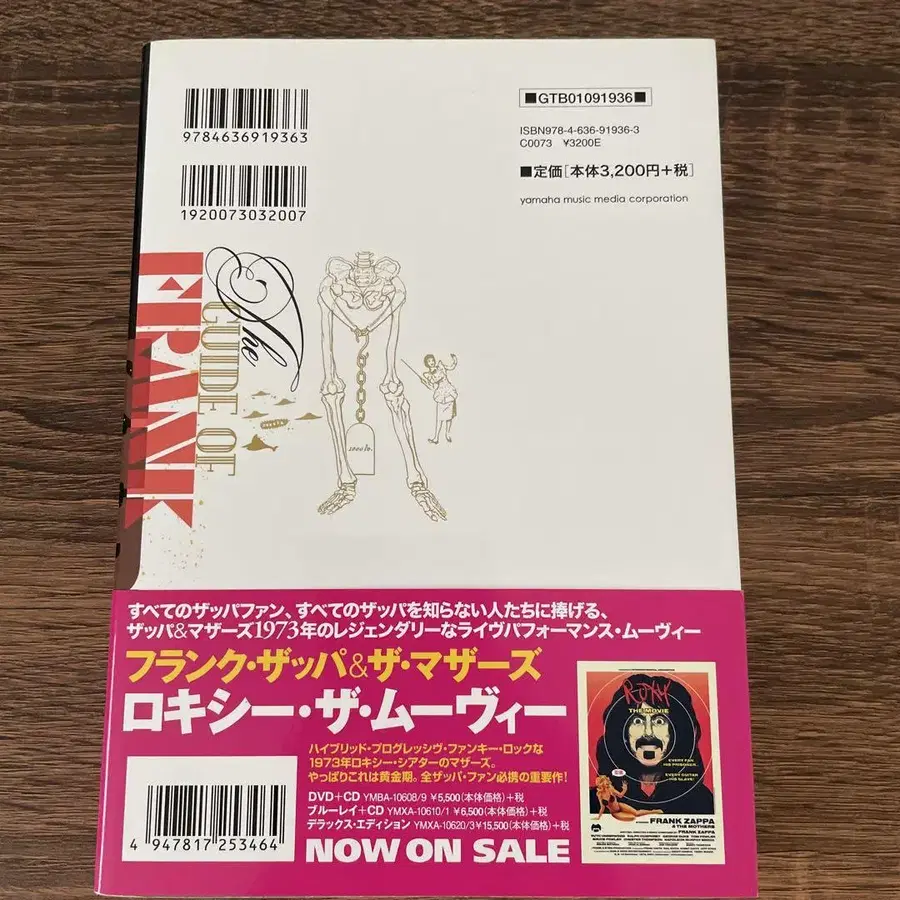 9784636919363
1920073032007
■GTB01091936■
ISBN978-4-636-91936-3
C0073 ¥3200E
■定価[本体3,200円+税]
yamaha music media corporation
The
GUIDE OF
FRANK
すべてのザッパファン、すべてのザッパを知らない人たちに捧げる、
ザッパ&マザーズ1973年のレジェンダリーなライヴパフォーマンス・ムーヴィー
フランク・ザッパ&ザ・マザーズ
ロキシー・ザ・ムーヴィー
ハイブリッド・プログレッシヴ・ファンキー・ロックな
1973年ロキシー・シアターのマザーズ。
やっぱりこれは黄金期。全ザッパ・ファン必携の重要作!
DVD+CD YMBA-10608/9 ¥5,500(本体価格)+税
ブルーレイ+CD YMXA-10610/1 ¥6,500(本体価格)+税
デラックス・エディション YMXA-10620/3 ¥15,500(本体価格)+税
NOW ON SALE
4 947817 253464
ROXY
THE MOVIE
EVERY FAN
HIS PRISONER...
EVERY GUITAR
HIS SLAVE!
FRANK ZAPPA
& THE MOTHERS